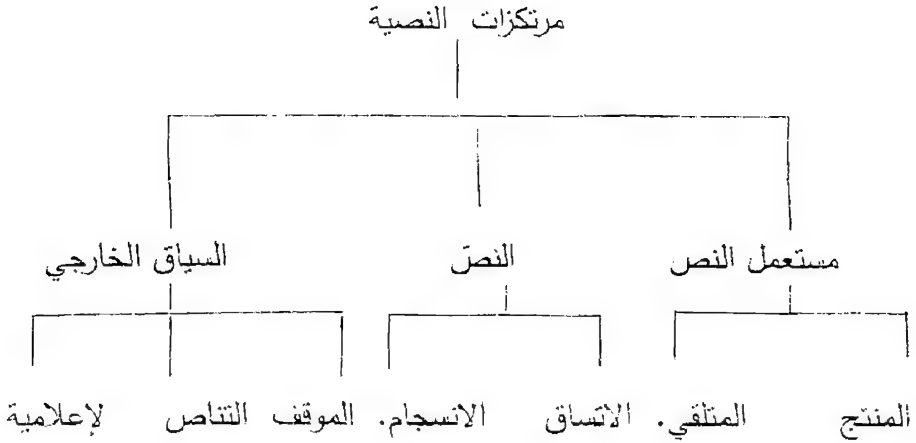 مرتكزات النصية
مستعمل النص النص السياق الخارجي
المنتج المتلقي. الاتساق الانسجام. الموقف التناص لإعلامية